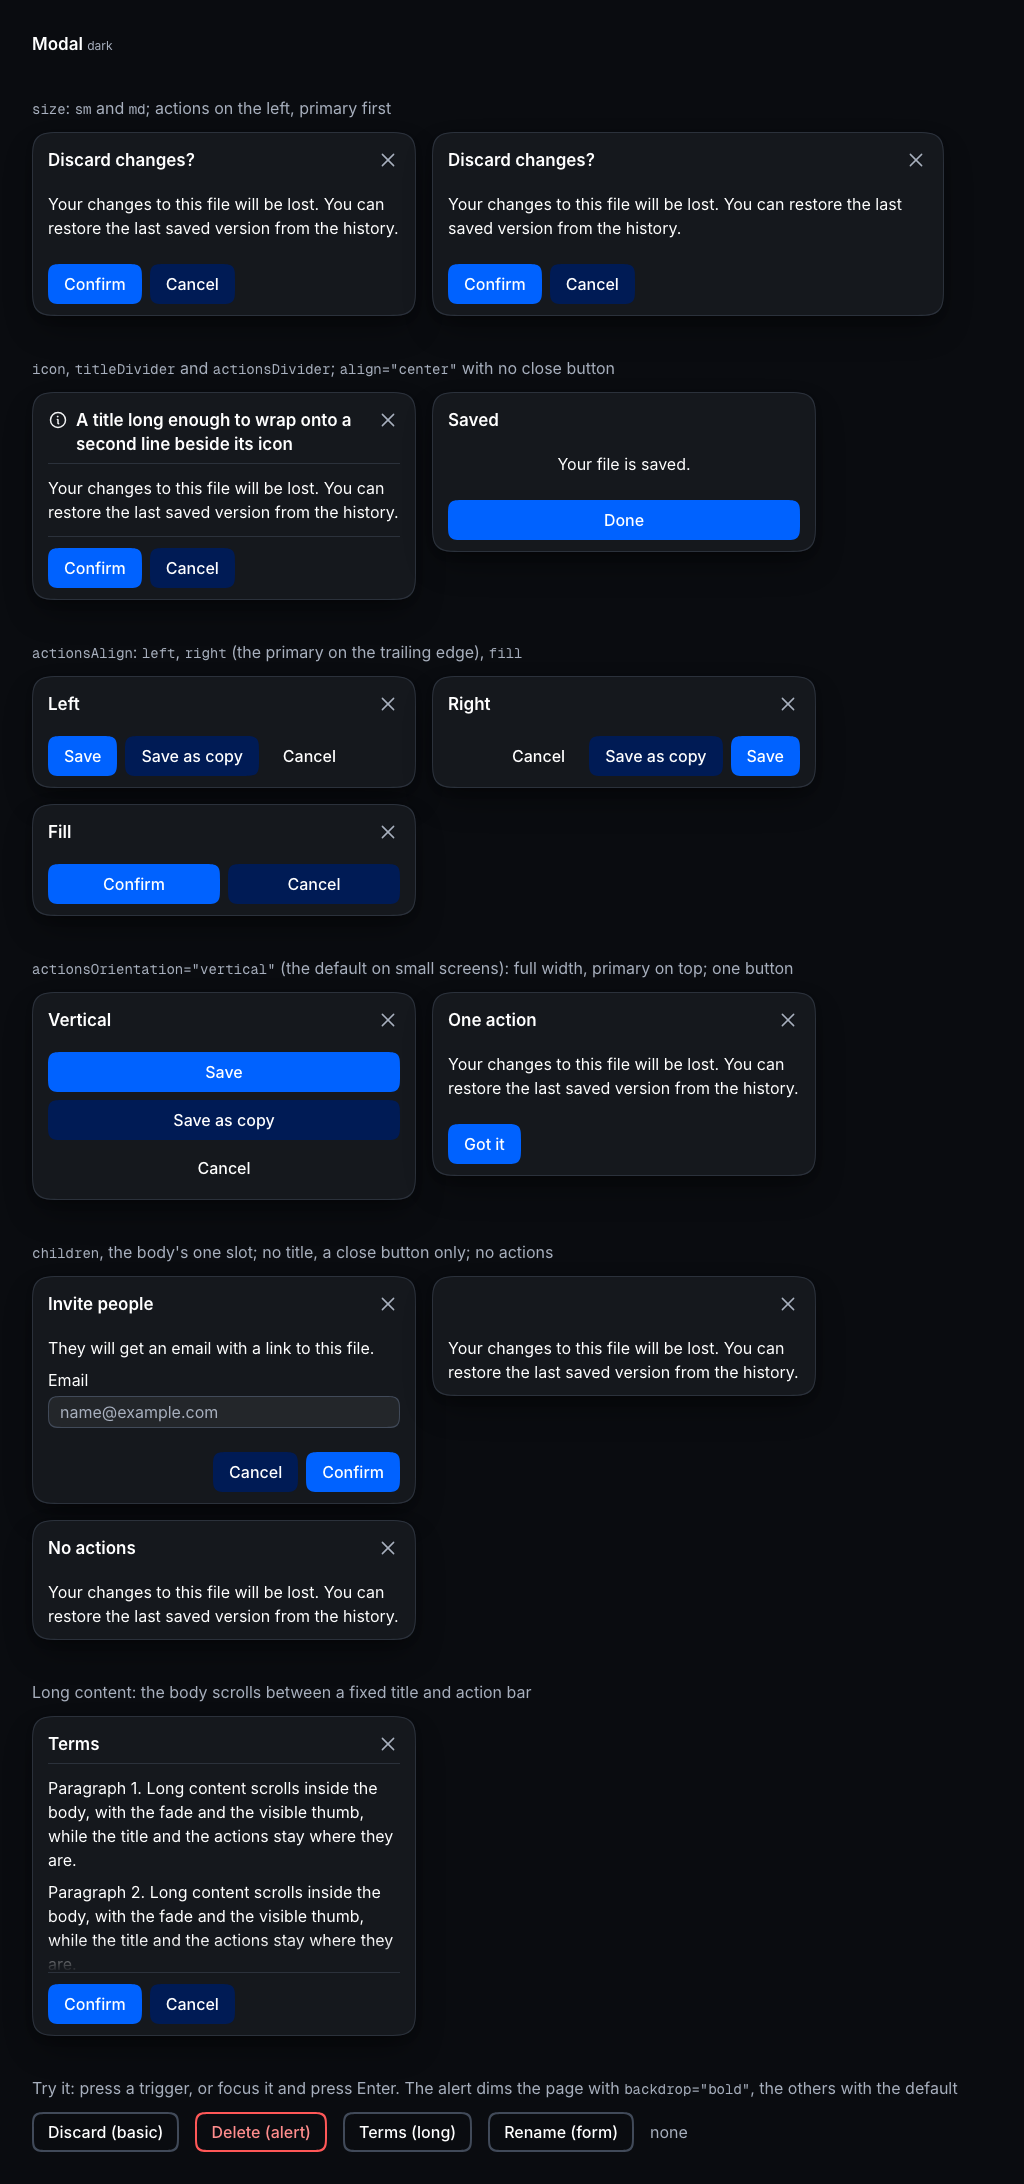 Modal dark
size: sm and md; actions on the left, primary first
Discard changes?
Your changes to this file will be lost. You can
restore the last saved version from the history.
Confirm Cancel
Discard changes?
Your changes to this file will be lost. You can restore the last
saved version from the history.
Confirm Cancel
icon, titleDivider and actionsDivider; align="center" with no close button
A title long enough to wrap onto a
second line beside its icon
Your changes to this file will be lost. You can
restore the last saved version from the history.
Confirm Cancel
Saved
Your file is saved.
Done
actionsAlign: left, right (the primary on the trailing edge), fill
Left
Save Save as copy Cancel
Right
Cancel Save as copy Save
Fill
Confirm Cancel
actionsOrientation="vertical" (the default on small screens): full width, primary on top; one button
Vertical
Save
Save as copy
Cancel
One action
Your changes to this file will be lost. You can
restore the last saved version from the history.
Got it
children, the body's one slot; no title, a close button only; no actions
Invite people
They will get an email with a link to this file.
Email
name@example.com
Cancel Confirm
Your changes to this file will be lost. You can
restore the last saved version from the history.
No actions
Your changes to this file will be lost. You can
restore the last saved version from the history.
Long content: the body scrolls between a fixed title and action bar
Terms
Paragraph 1. Long content scrolls inside the
body, with the fade and the visible thumb,
while the title and the actions stay where they
are.
Paragraph 2. Long content scrolls inside the
body, with the fade and the visible thumb,
while the title and the actions stay where they
are.
Confirm Cancel
Try it: press a trigger, or focus it and press Enter. The alert dims the page with backdrop="bold", the others with the default
Discard (basic) Delete (alert) Terms (long) Rename (form) none